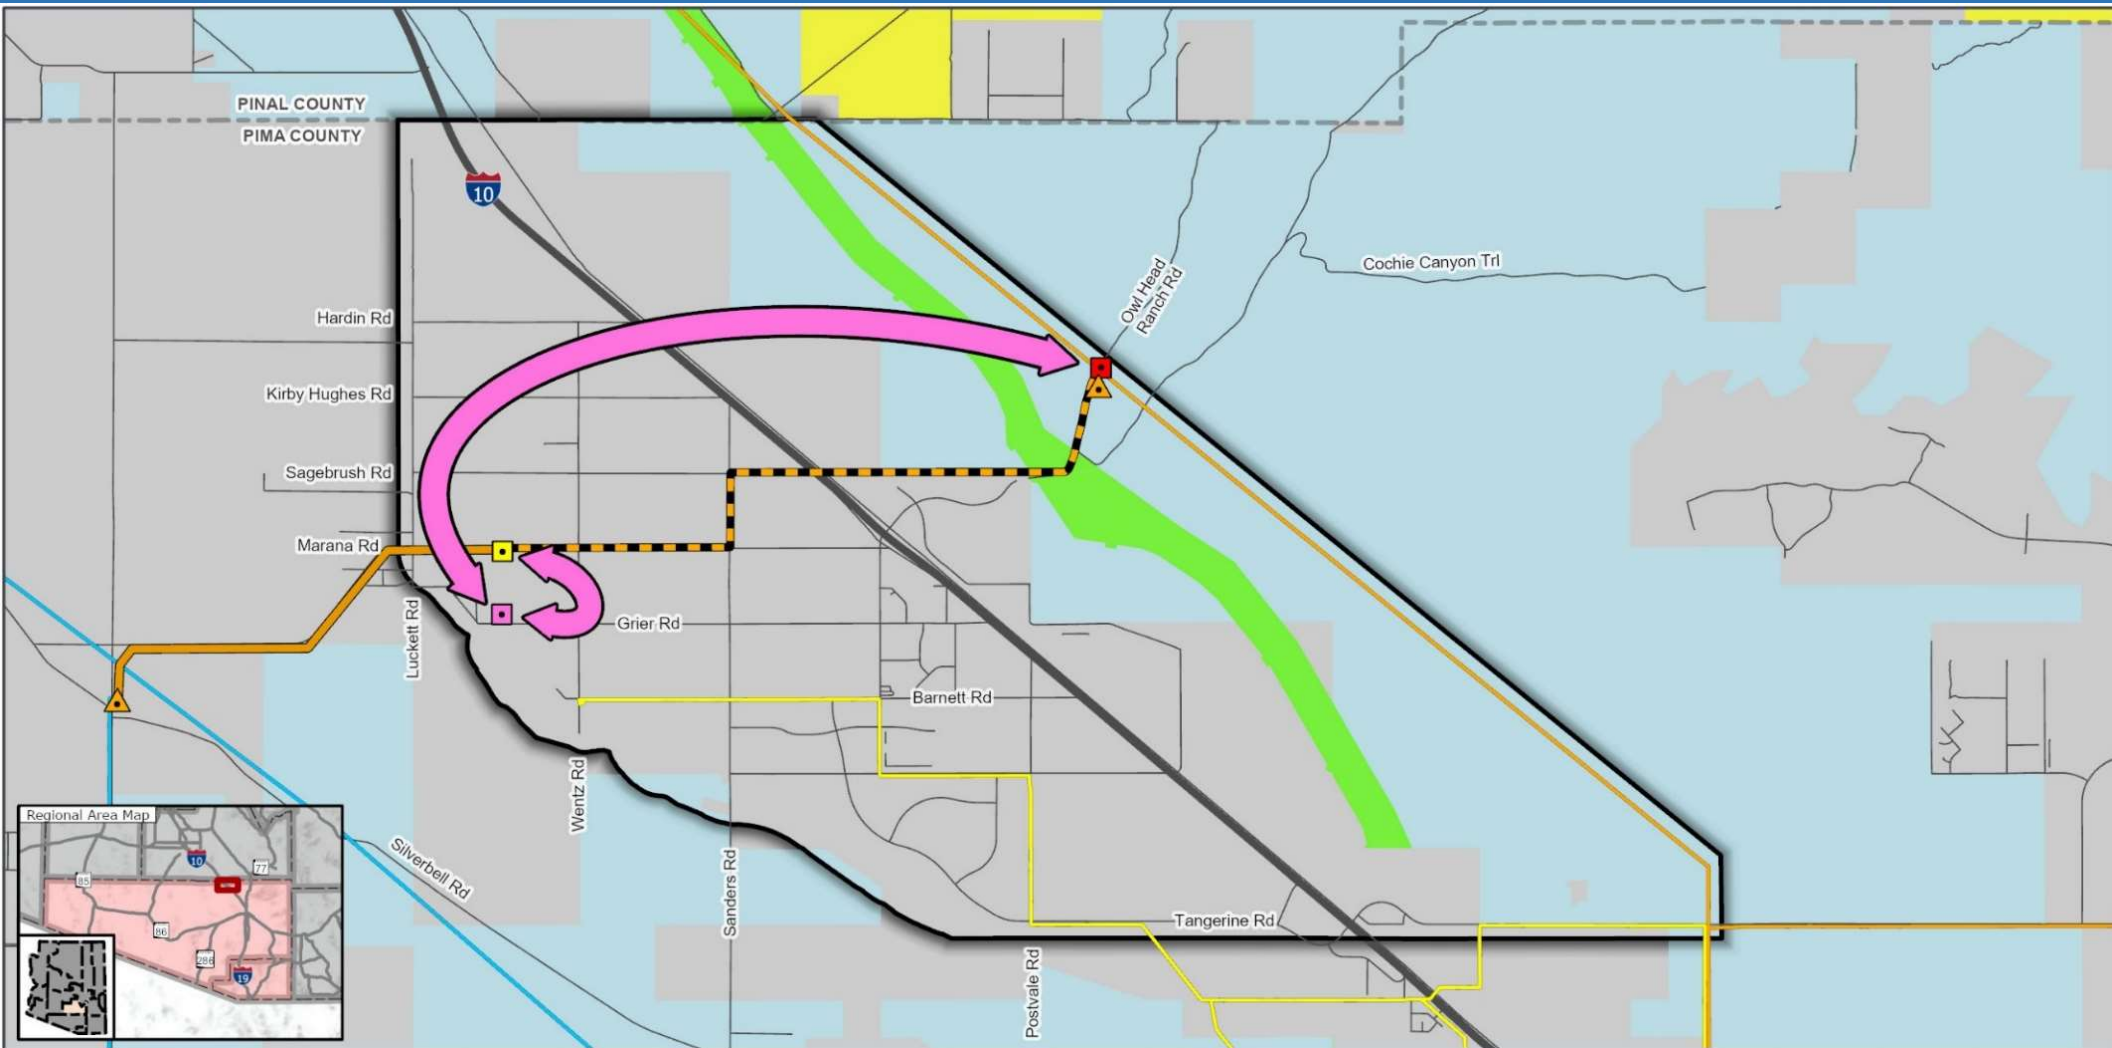 PINAL COUNTY
PIMA COUNTY
10
Owl Head
Ranch Rd
Cochie Canyon Trl
Hardin Rd
Kirby Hughes Rd
Sagebrush Rd
Marana Rd
Luckett Rd
Grier Rd
Barnett Rd
Wentz Rd
Silverbell Rd
Sanders Rd
Tangerine Rd
Postvale Rd
Regional Area Map
10
77
85
86
286
19